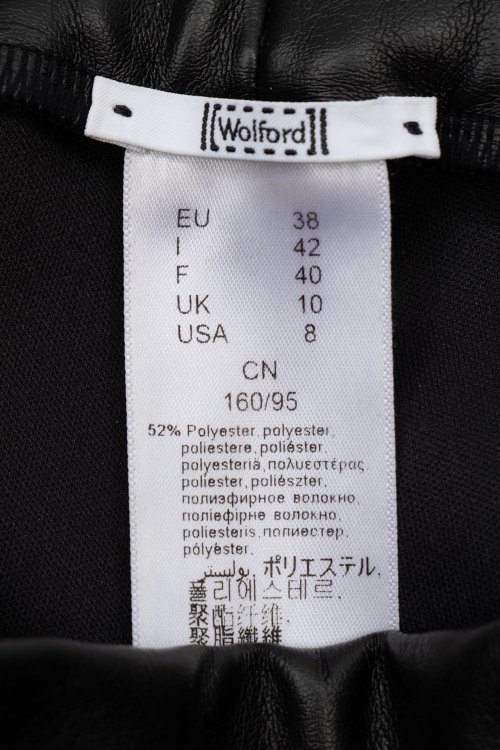 Wolford
EU 38
I 42
F 40
UK 10
USA 8
CN
160/95
52% Polyester, polyester,
poliestere, poliéster,
polyesteriä, πολυεστέρας,
poliester, poliészter,
полиэфирное волокно,
поліефірне волокно,
poliesteris, полиестер,
pólýester,
بوليستر, ポリエステル,
폴리에스테르,
聚酯纤维,
聚脂纖維